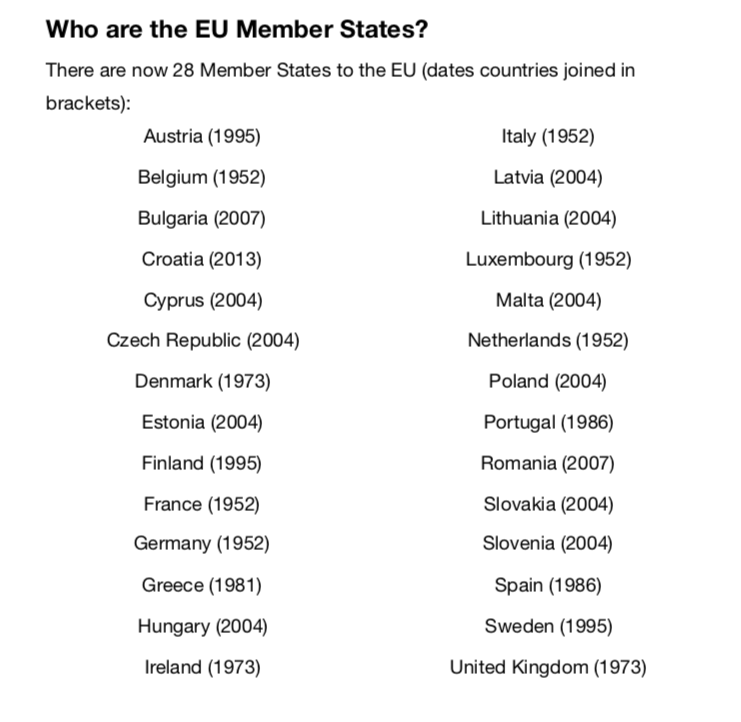 Who are the EU Member States?
There are now 28 Member States to the EU (dates countries joined in
brackets):
Austria (1995)
Belgium (1952)
Bulgaria (2007)
Croatia (2013)
Cyprus (2004)
Czech Republic (2004)
Denmark (1973)
Estonia (2004)
Finland (1995)
France (1952)
Germany (1952)
Greece (1981)
Hungary (2004)
Ireland (1973)
Italy (1952)
Latvia (2004)
Lithuania (2004)
Luxembourg (1952)
Malta (2004)
Netherlands (1952)
Poland (2004)
Portugal (1986)
Romania (2007)
Slovakia (2004)
Slovenia (2004)
Spain (1986)
Sweden (1995)
United Kingdom (1973)